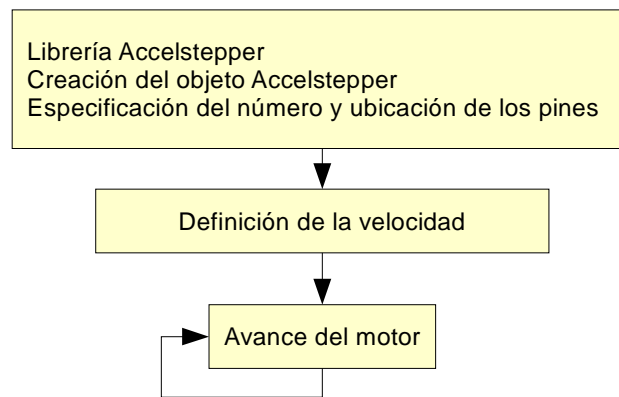 Librería Accelstepper
Creación del objeto Accelstepper
Especificación del número y ubicación de los pines
Definición de la velocidad
Avance del motor